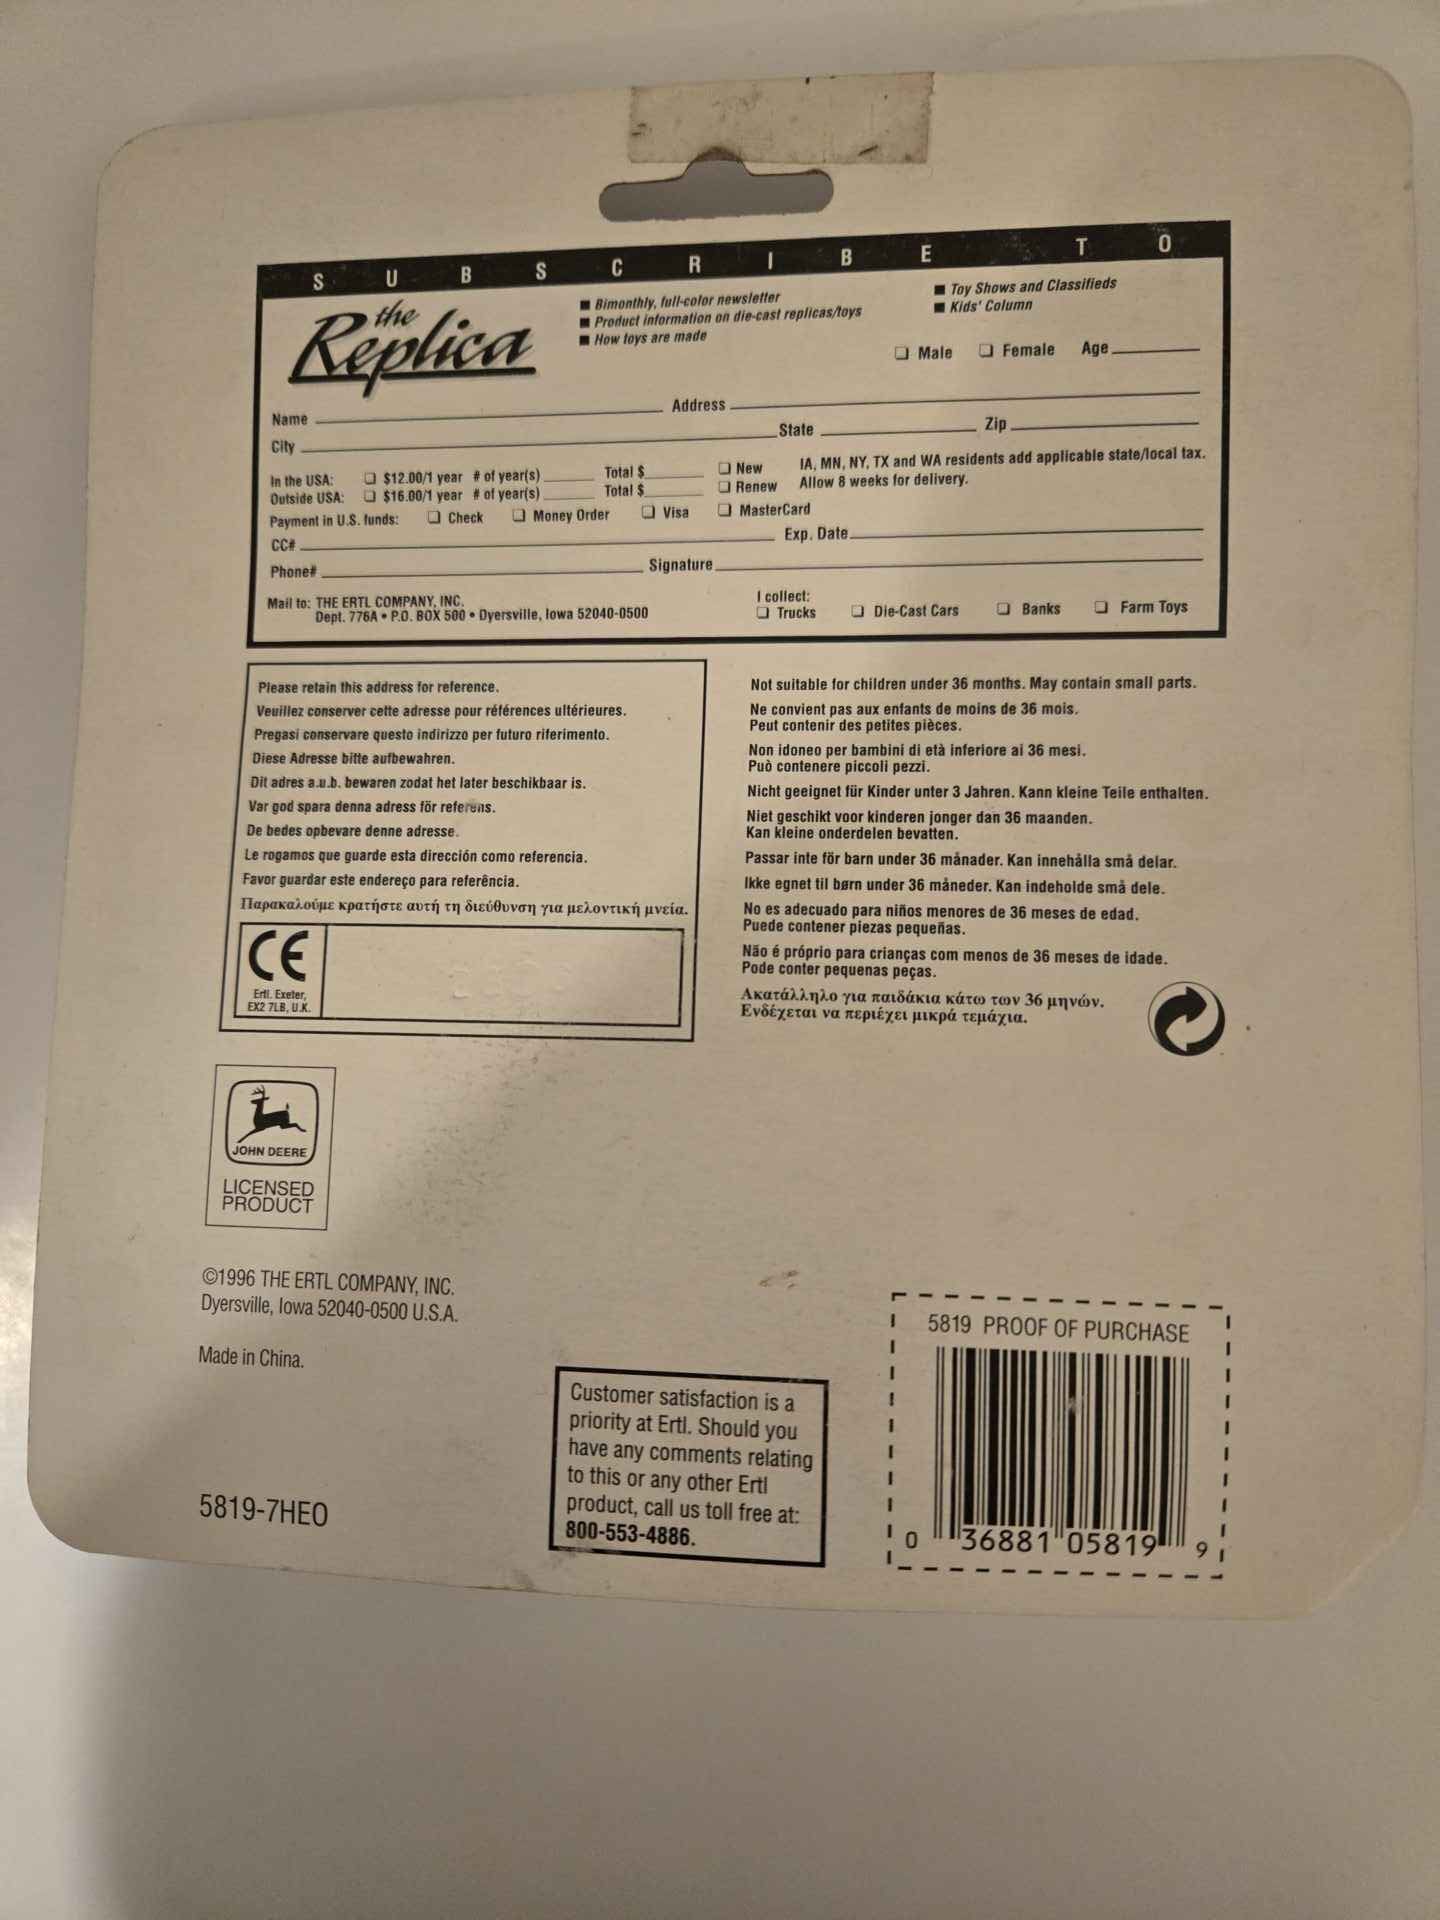 SUBSCRIBE TO
the
Replica
■ Bimonthly, full-color newsletter
■ Product information on die-cast replicas/toys
■ How toys are made
■ Toy Shows and Classifieds
■ Kids' Column
❏ Male ❏ Female Age
Name Address
City State Zip
In the USA: ❏ $12.00/1 year # of year(s) Total $ ❏ New IA, MN, NY, TX and WA residents add applicable state/local tax.
Outside USA: ❏ $16.00/1 year # of year(s) Total $ ❏ Renew Allow 8 weeks for delivery.
Payment in U.S. funds: ❏ Check ❏ Money Order ❏ Visa ❏ MasterCard
CC# Exp. Date
Phone# Signature
Mail to: THE ERTL COMPANY, INC.
Dept. 776A • P.O. BOX 500 • Dyersville, Iowa 52040-0500
I collect:
❏ Trucks ❏ Die-Cast Cars ❏ Banks ❏ Farm Toys
Please retain this address for reference.
Veuillez conserver cette adresse pour références ultérieures.
Pregasi conservare questo indirizzo per futuro riferimento.
Diese Adresse bitte aufbewahren.
Dit adres a.u.b. bewaren zodat het later beschikbaar is.
Var god spara denna adress för referens.
De bedes opbevare denne adresse.
Le rogamos que guarde esta dirección como referencia.
Favor guardar este endereço para referência.
Παρακαλούμε κρατήστε αυτή τη διεύθυνση για μελοντική μνεία.
CE
Ertl. Exeter,
EX2 7LB, U.K.
Not suitable for children under 36 months. May contain small parts.
Ne convient pas aux enfants de moins de 36 mois.
Peut contenir des petites pièces.
Non idoneo per bambini di età inferiore ai 36 mesi.
Può contenere piccoli pezzi.
Nicht geeignet für Kinder unter 3 Jahren. Kann kleine Teile enthalten.
Niet geschikt voor kinderen jonger dan 36 maanden.
Kan kleine onderdelen bevatten.
Passar inte för barn under 36 månader. Kan innehålla små delar.
Ikke egnet til børn under 36 måneder. Kan indeholde små dele.
No es adecuado para niños menores de 36 meses de edad.
Puede contener piezas pequeñas.
Não é próprio para crianças com menos de 36 meses de idade.
Pode conter pequenas peças.
Ακατάλληλο για παιδάκια κάτω των 36 μηνών.
Ενδέχεται να περιέχει μικρά τεμάχια.
JOHN DEERE
LICENSED
PRODUCT
©1996 THE ERTL COMPANY, INC.
Dyersville, Iowa 52040-0500 U.S.A.
Made in China.
5819-7HEO
Customer satisfaction is a
priority at Ertl. Should you
have any comments relating
to this or any other Ertl
product, call us toll free at:
800-553-4886.
5819 PROOF OF PURCHASE
0 36881 05819 9